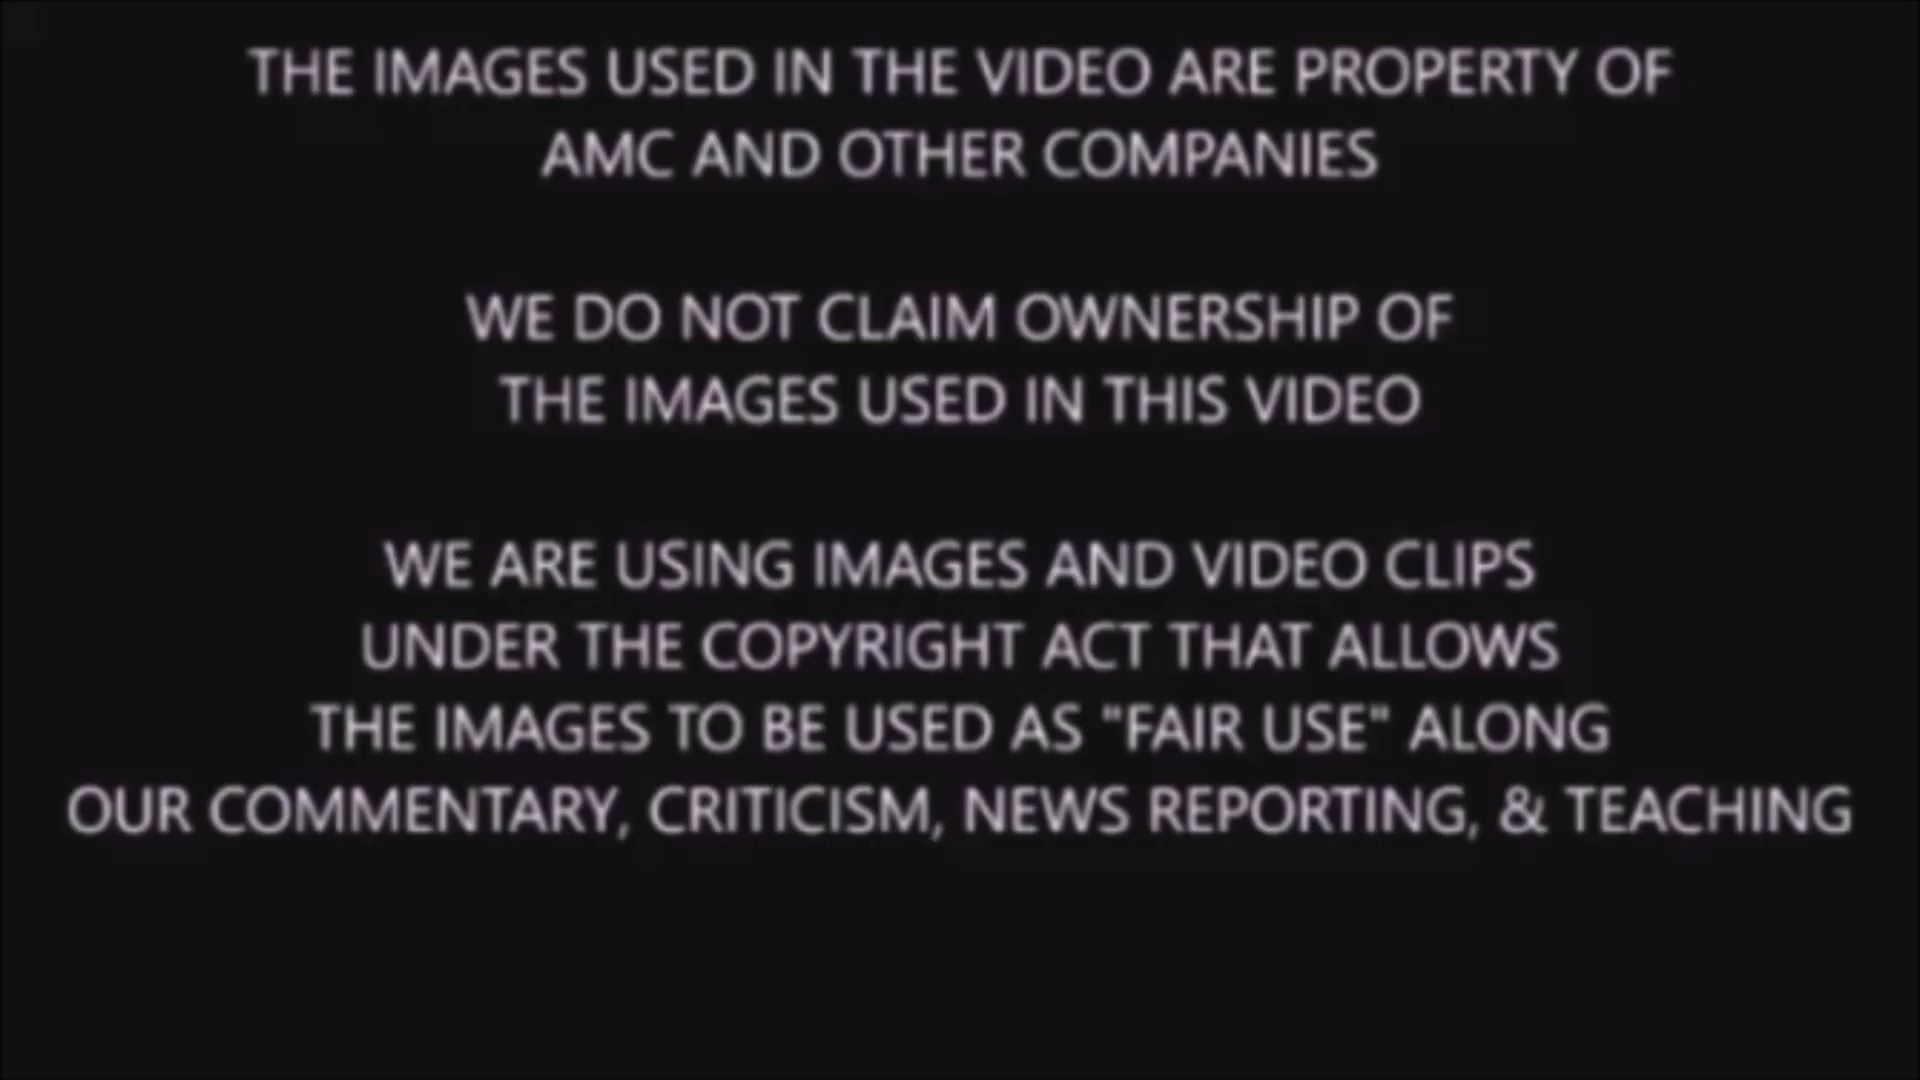 THE IMAGES USED IN THE VIDEO ARE PROPERTY OF
AMC AND OTHER COMPANIES
WE DO NOT CLAIM OWNERSHIP OF
THE IMAGES USED IN THIS VIDEO
WE ARE USING IMAGES AND VIDEO CLIPS
UNDER THE COPYRIGHT ACT THAT ALLOWS
THE IMAGES TO BE USED AS "FAIR USE" ALONG
OUR COMMENTARY, CRITICISM, NEWS REPORTING, & TEACHING